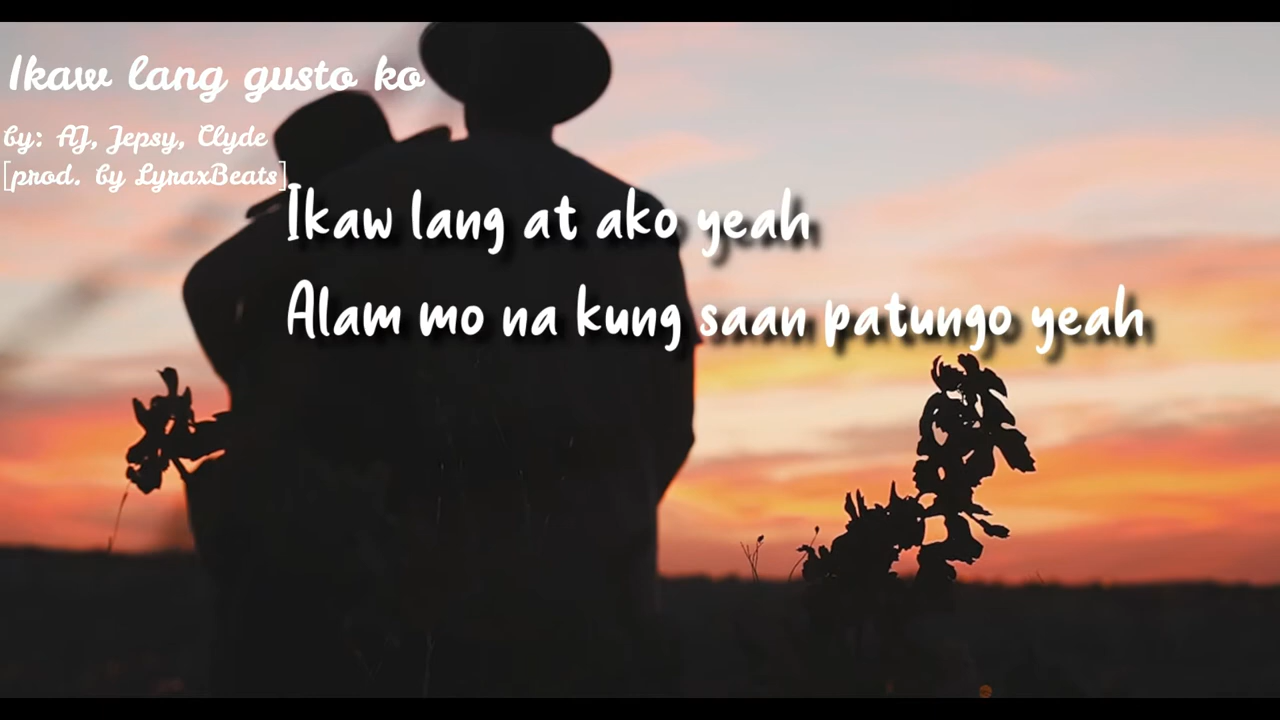 Ikaw lang gusto ko
by: AJ, Jepsy, Clyde
[prod. by LyraxBeats]
Ikaw lang at ako yeah
Alam mo na kung saan patungo yeah